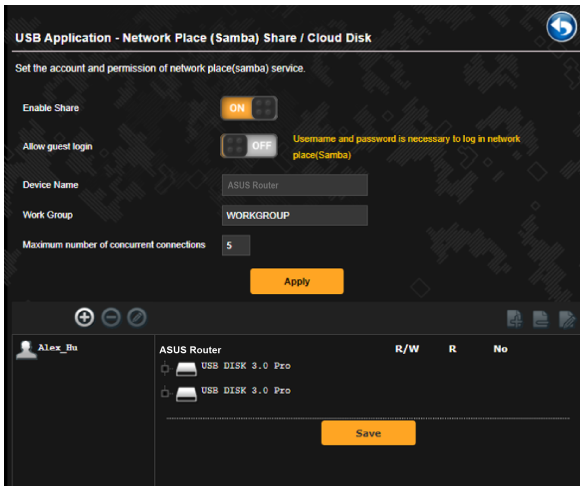 USB Application - Network Place (Samba) Share / Cloud Disk
Set the account and permission of network place(samba) service.
Enable Share
ON
Allow guest login
OFF
Username and password is necessary to log in network
place(Samba)
Device Name
ASUS Router
Work Group
WORKGROUP
Maximum number of concurrent connections
5
Apply
Alex_Hu
ASUS Router R/W R No
USB DISK 3.0 Pro
USB DISK 3.0 Pro
Save